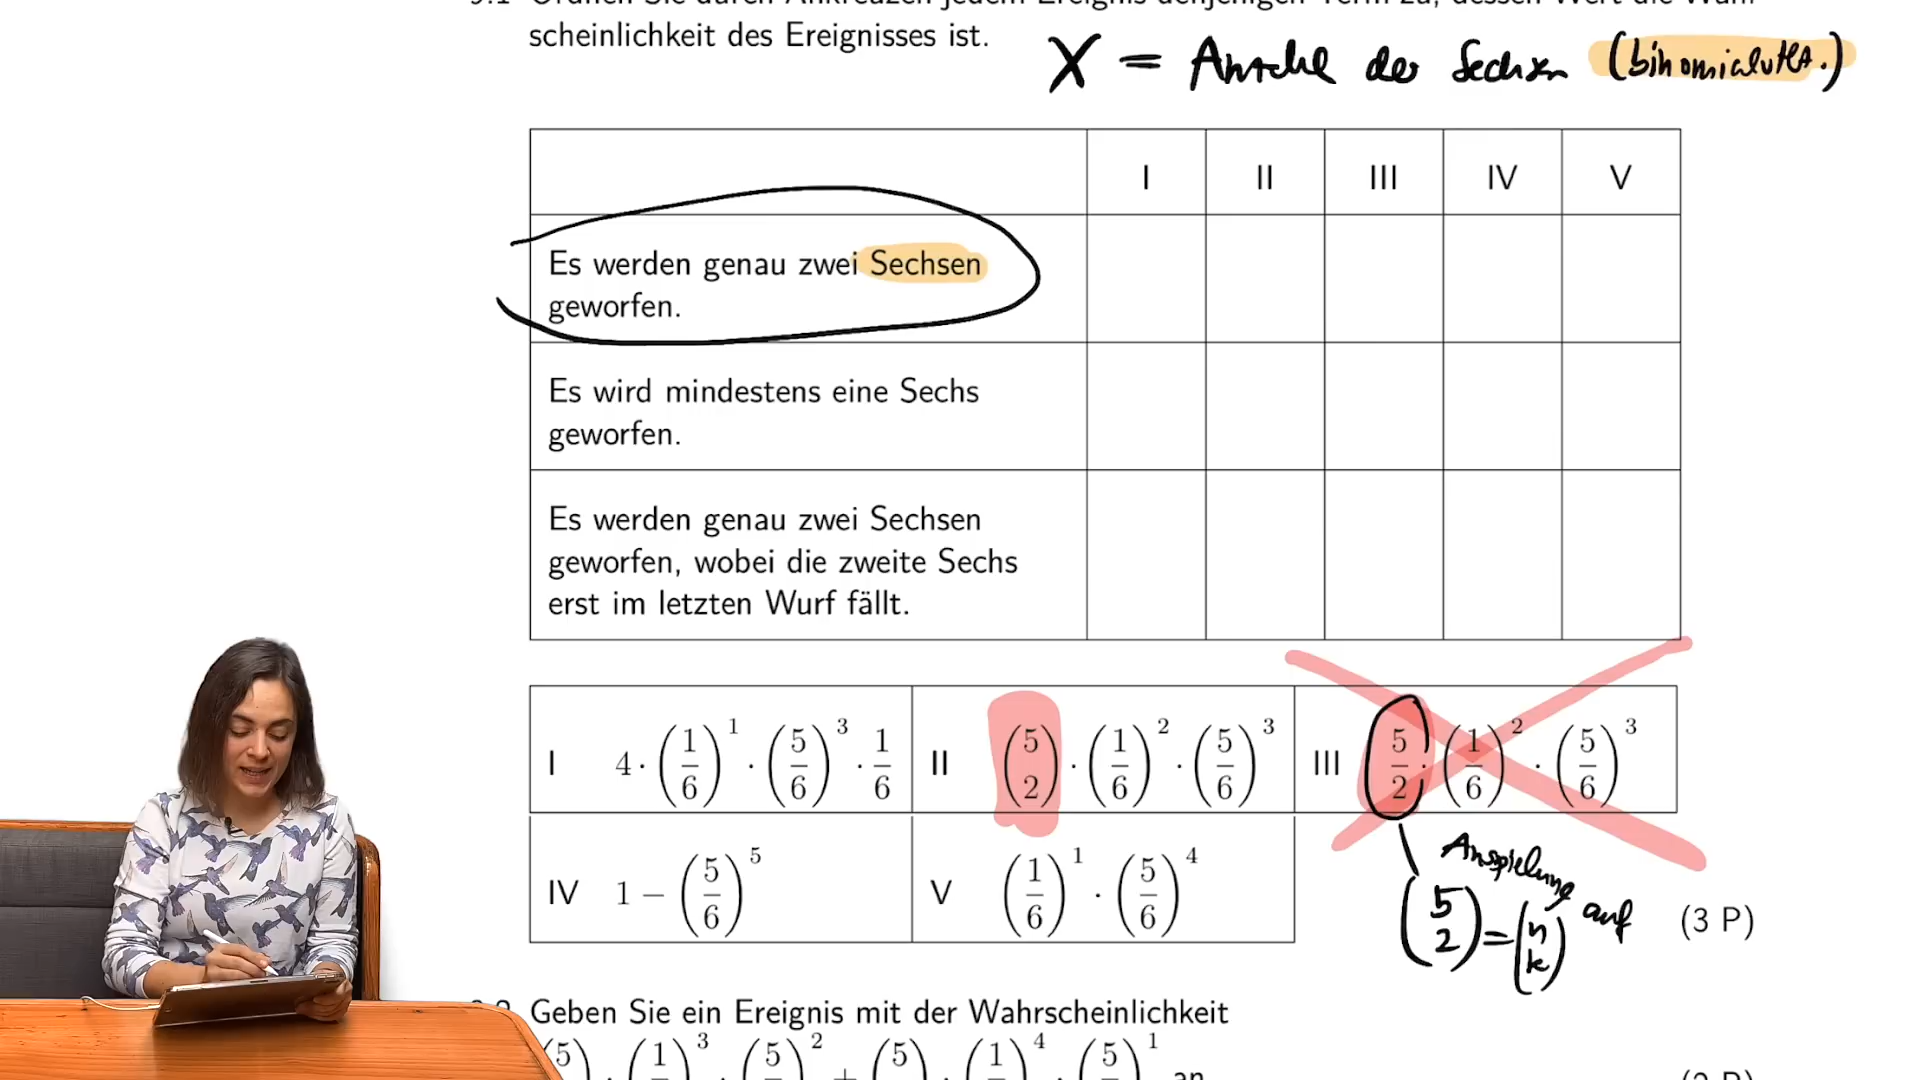 scheinlichkeit des Ereignisses ist.
X = Anzahl der Sechsen (binomialvert.)
I II III IV V
Es werden genau zwei Sechsen
geworfen.
Es wird mindestens eine Sechs
geworfen.
Es werden genau zwei Sechsen
geworfen, wobei die zweite Sechs
erst im letzten Wurf fällt.
I 4 · (1/6)^1 · (5/6)^3 · 1/6
II (5 2) · (1/6)^2 · (5/6)^3
III 5/2 · (1/6)^2 · (5/6)^3
IV 1 − (5/6)^5
V (1/6)^1 · (5/6)^4
Anspielung auf
(5 2) = (n k)
(3 P)
Geben Sie ein Ereignis mit der Wahrscheinlichkeit